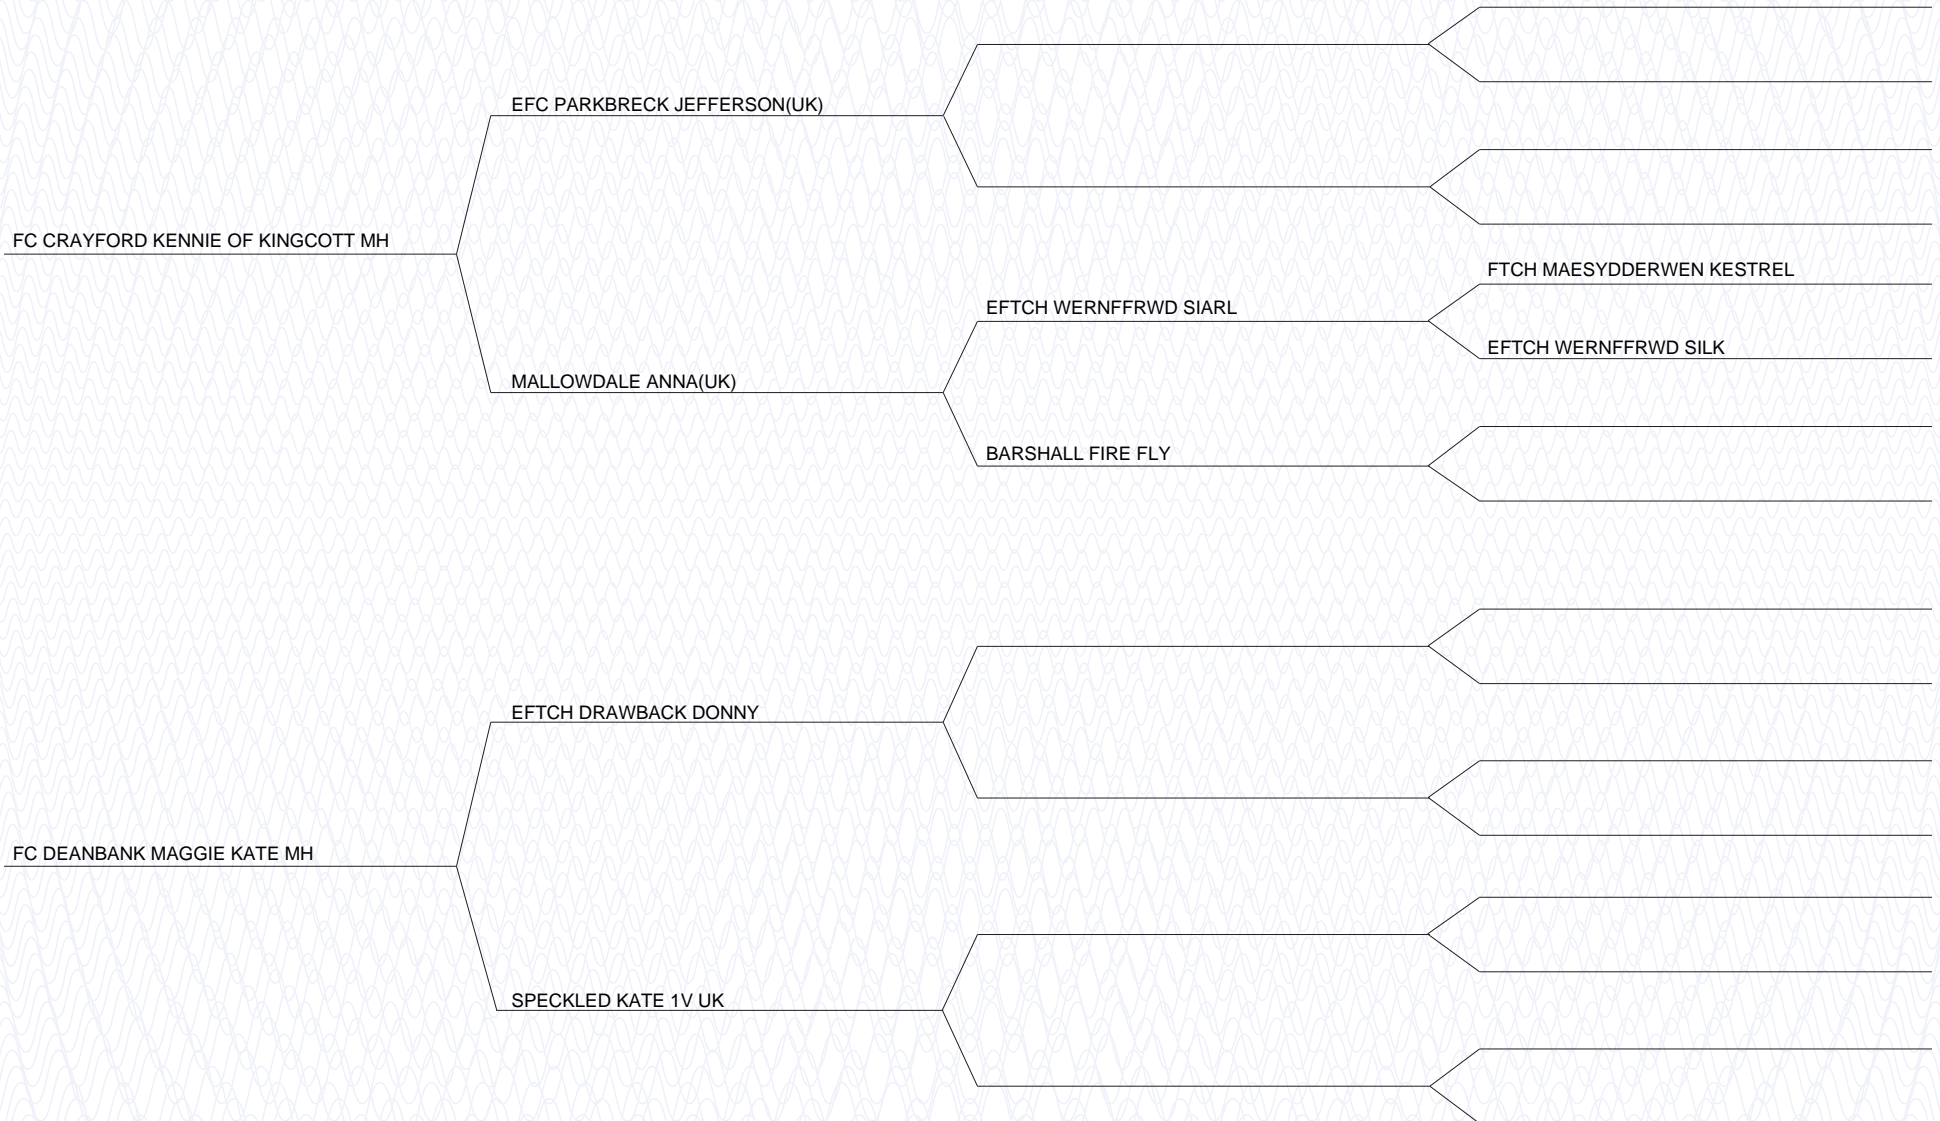 EFC PARKBRECK JEFFERSON(UK)
FC CRAYFORD KENNIE OF KINGCOTT MH
FTCH MAESYDDERWEN KESTREL
EFTCH WERNFFRWD SIARL
EFTCH WERNFFRWD SILK
MALLOWDALE ANNA(UK)
BARSHALL FIRE FLY
EFTCH DRAWBACK DONNY
FC DEANBANK MAGGIE KATE MH
SPECKLED KATE 1V UK